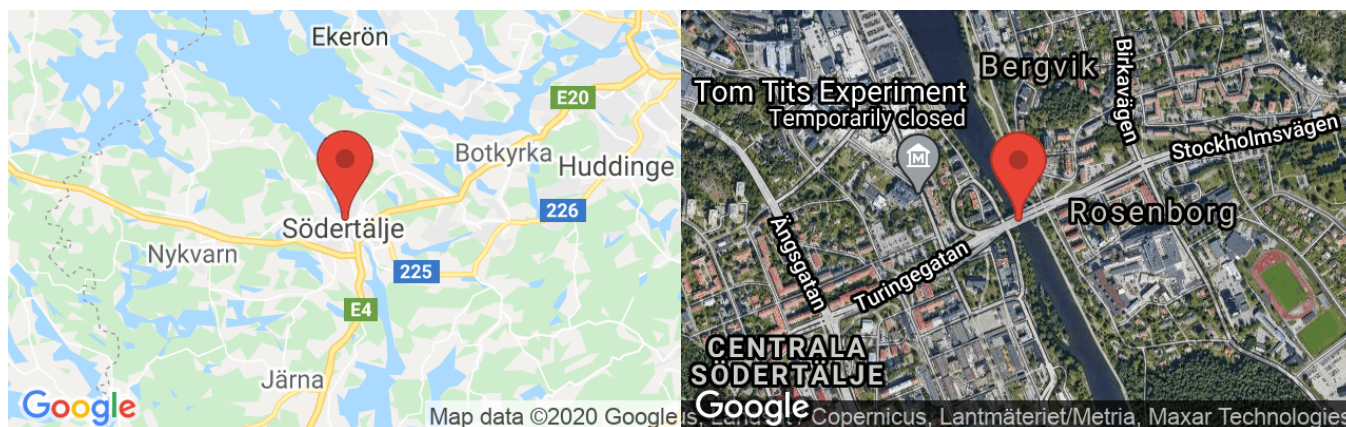 Ekerön
E20
Botkyrka
Huddinge
226
Södertälje
Nykvarn
225
E4
Järna
Google
Map data ©2020 Google
Bergvik
Birkavägen
Tom Tits Experiment
Temporarily closed
Stockholmsvägen
M
Rosenborg
Ängsgatan
Turingegatan
CENTRALA
SÖDERTÄLJE
Google
Copernicus, Lantmäteriet/Metria, Maxar Technologies